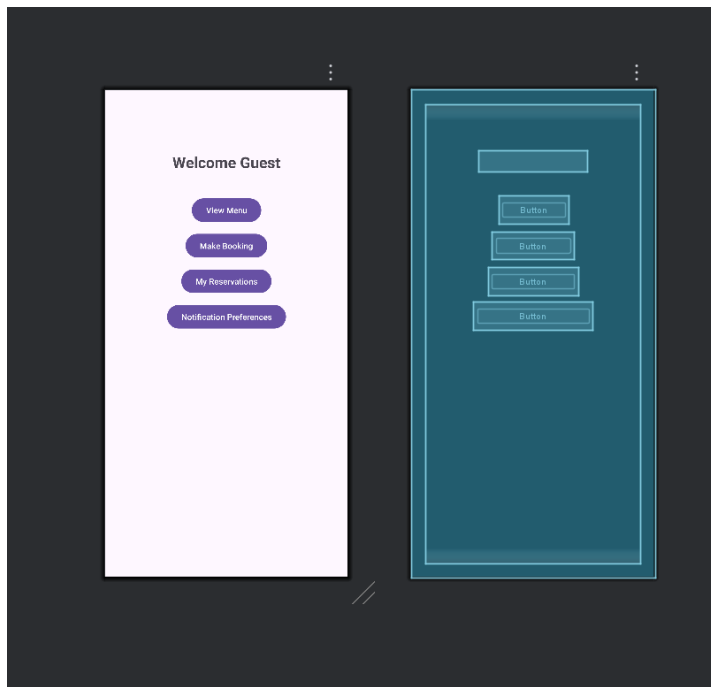 Welcome Guest
View Menu
Make Booking
My Reservations
Notification Preferences
Button
Button
Button
Button